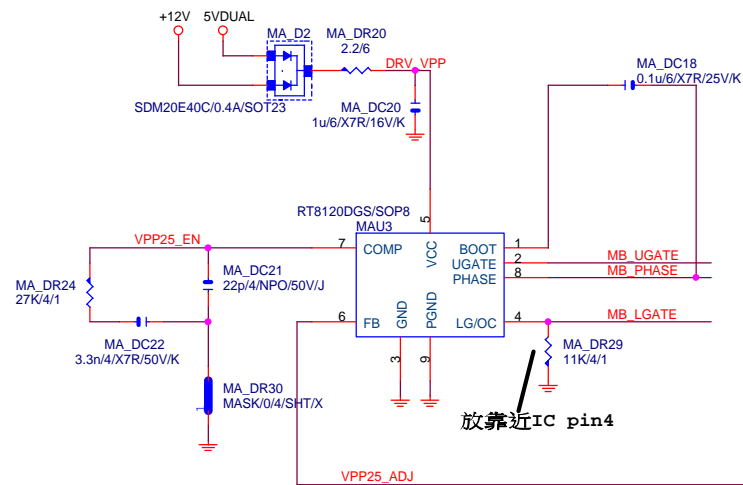 +12V
5VDUAL
MA_D2
MA_DR20
2.2/6
DRV_VPP
SDM20E40C/0.4A/SOT23
MA_DC20
1u/6/X7R/16V/K
MA_DC18
0.1u/6/X7R/25V/K
RT8120DGS/SOP8
MAU3
5
VPP25_EN
7
COMP
VCC
BOOT
1
UGATE
2
MB_UGATE
PHASE
8
MB_PHASE
MA_DR24
27K/4/1
MA_DC21
22p/4/NPO/50V/J
MA_DC22
3.3n/4/X7R/50V/K
6
FB
GND
PGND
LG/OC
4
MB_LGATE
3
9
MA_DR29
11K/4/1
MA_DR30
MASK/0/4/SHT/X
1
放靠近IC pin4
VPP25_ADJ